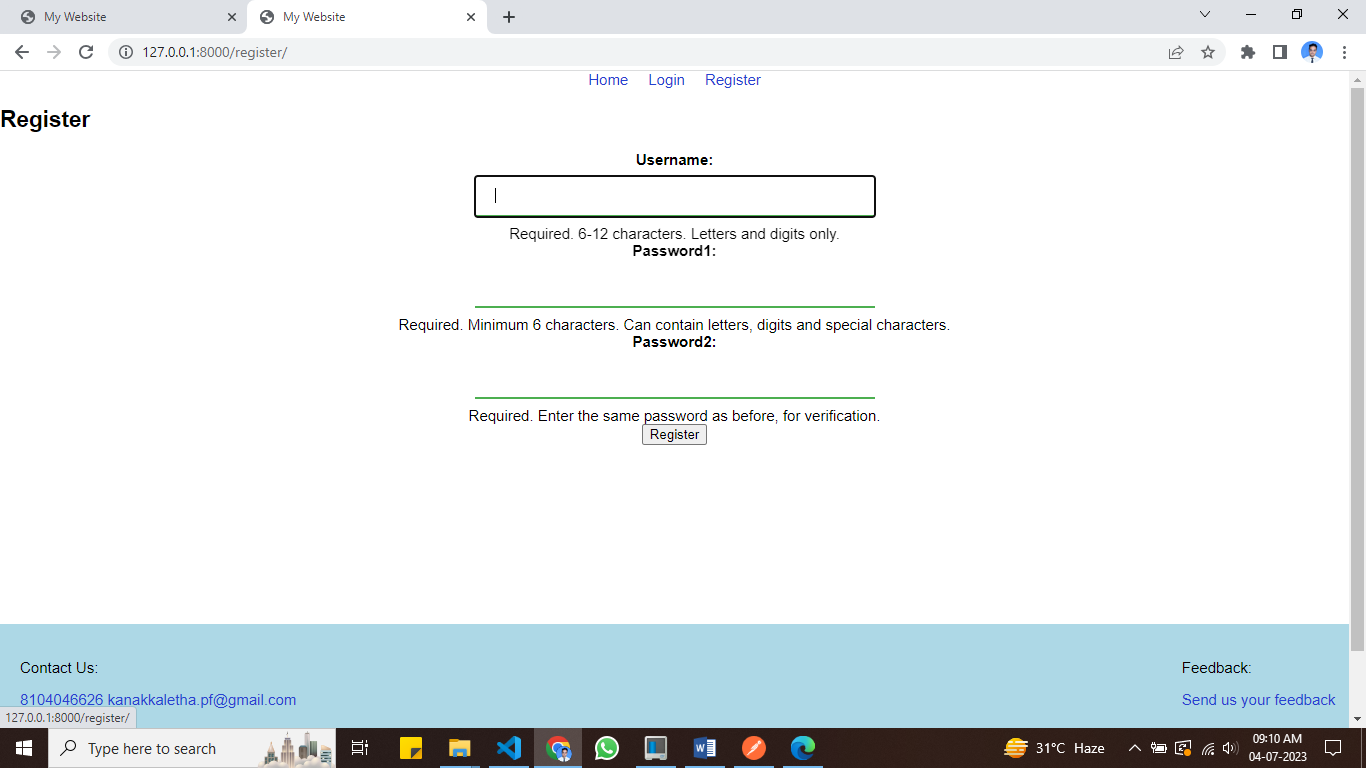 My Website
My Website
127.0.0.1:8000/register/
Home Login Register
Register
Username:
Required. 6-12 characters. Letters and digits only.
Password1:
Required. Minimum 6 characters. Can contain letters, digits and special characters.
Password2:
Required. Enter the same password as before, for verification.
Register
Contact Us:
Feedback:
8104046626 kanakkaletha.pf@gmail.com
Send us your feedback
127.0.0.1:8000/register/
Type here to search
31°C Haze
09:10 AM
04-07-2023